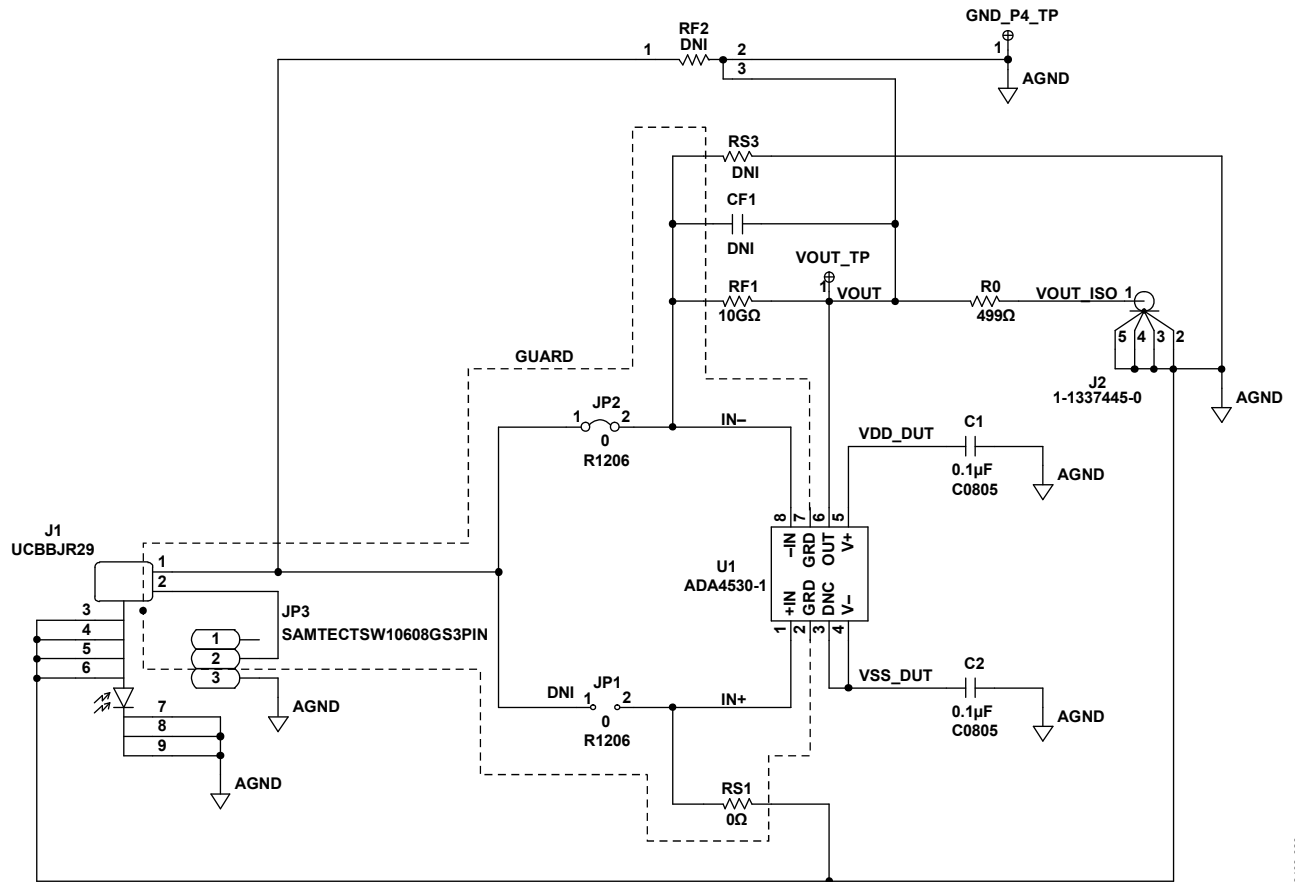 GND_P4_TP
RF2
DNI
1
2
3
1
AGND
RS3
DNI
CF1
DNI
VOUT_TP
1
RF1
10GΩ
VOUT
R0
499Ω
VOUT_ISO 1
5 4 3 2
J2
1-1337445-0
AGND
GUARD
JP2
1 2
0
R1206
IN–
VDD_DUT
C1
0.1µF
C0805
AGND
J1
UCBBJR29
1
2
3
4
5
6
7
8
9
AGND
JP3
SAMTECTSW10608GS3PIN
1
2
3
AGND
U1
ADA4530-1
8 7 6 5
–IN GRD OUT V+
+IN GRD DNC V–
1 2 3 4
DNI
JP1
1 2
0
R1206
IN+
VSS_DUT
C2
0.1µF
C0805
AGND
RS1
0Ω